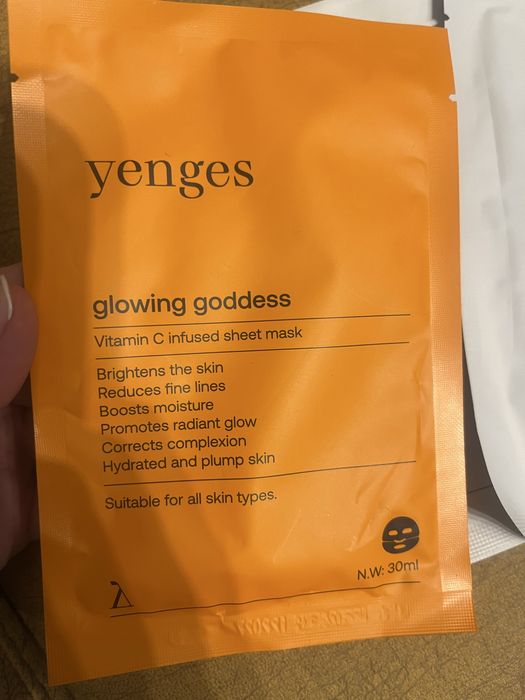 yenges
glowing goddess
Vitamin C infused sheet mask
Brightens the skin
Reduces fine lines
Boosts moisture
Promotes radiant glow
Corrects complexion
Hydrated and plump skin
Suitable for all skin types.
N.W: 30ml